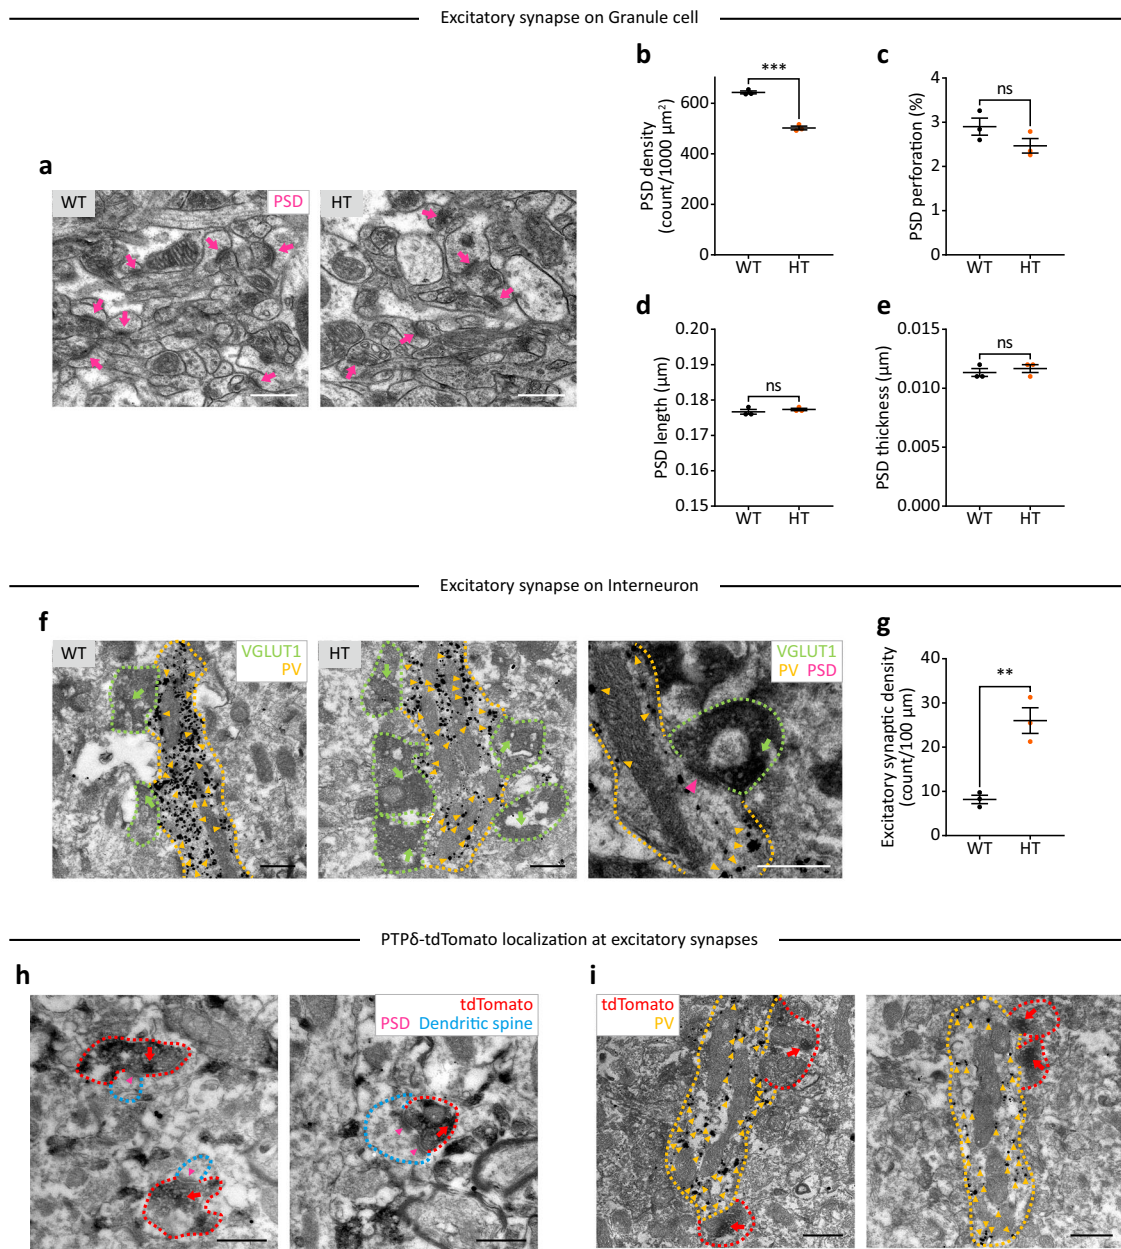 Excitatory synapse on Granule cell
a
WT
PSD
HT
b
PSD density
(count/1000 µm²)
600
400
200
0
***
WT
HT
c
PSD perforation (%)
4
3
2
1
0
ns
WT
HT
d
PSD length (µm)
0.20
0.19
0.18
0.17
0.16
0.15
ns
WT
HT
e
PSD thickness (µm)
0.015
0.010
0.005
0.000
ns
WT
HT
Excitatory synapse on Interneuron
f
WT
VGLUT1
PV
HT
VGLUT1
PV PSD
g
Excitatory synaptic density
(count/100 µm)
40
30
20
10
0
**
WT
HT
PTPδ-tdTomato localization at excitatory synapses
h
tdTomato
PSD Dendritic spine
i
tdTomato
PV